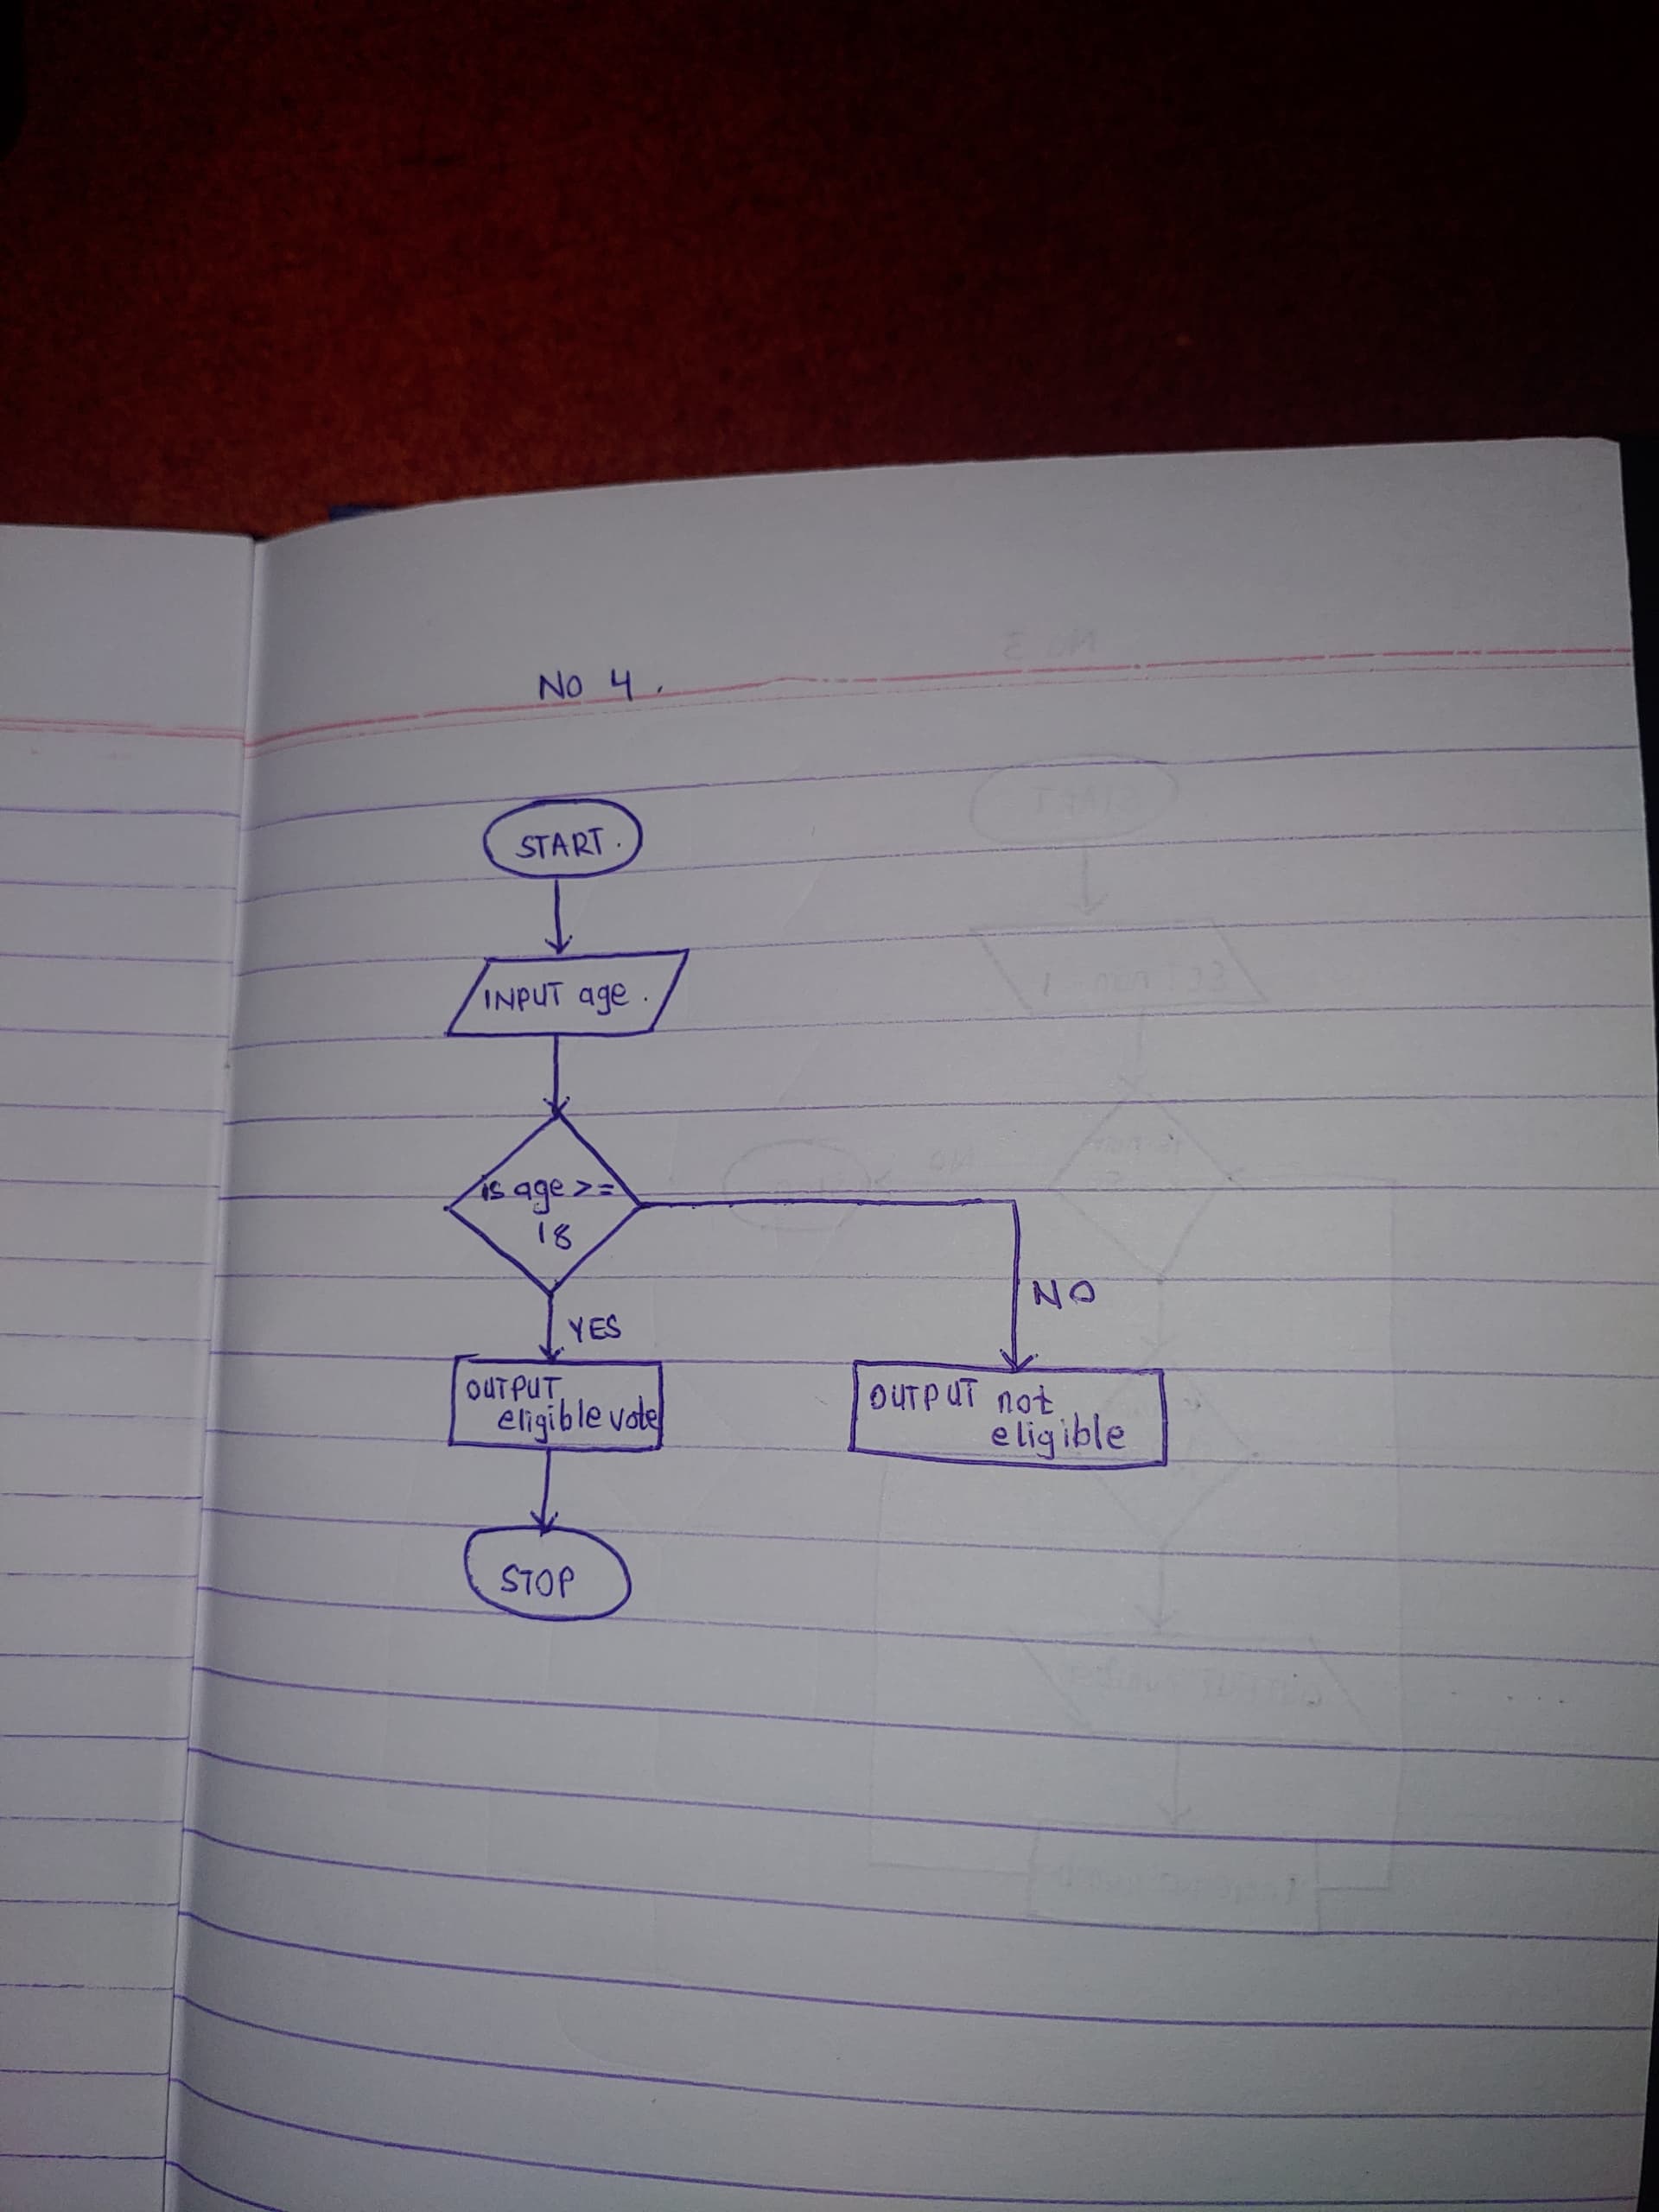 No 4.
START.
INPUT age.
is age >=
18
NO
YES
OUTPUT
eligible vote
OUTPUT not
eligible
STOP